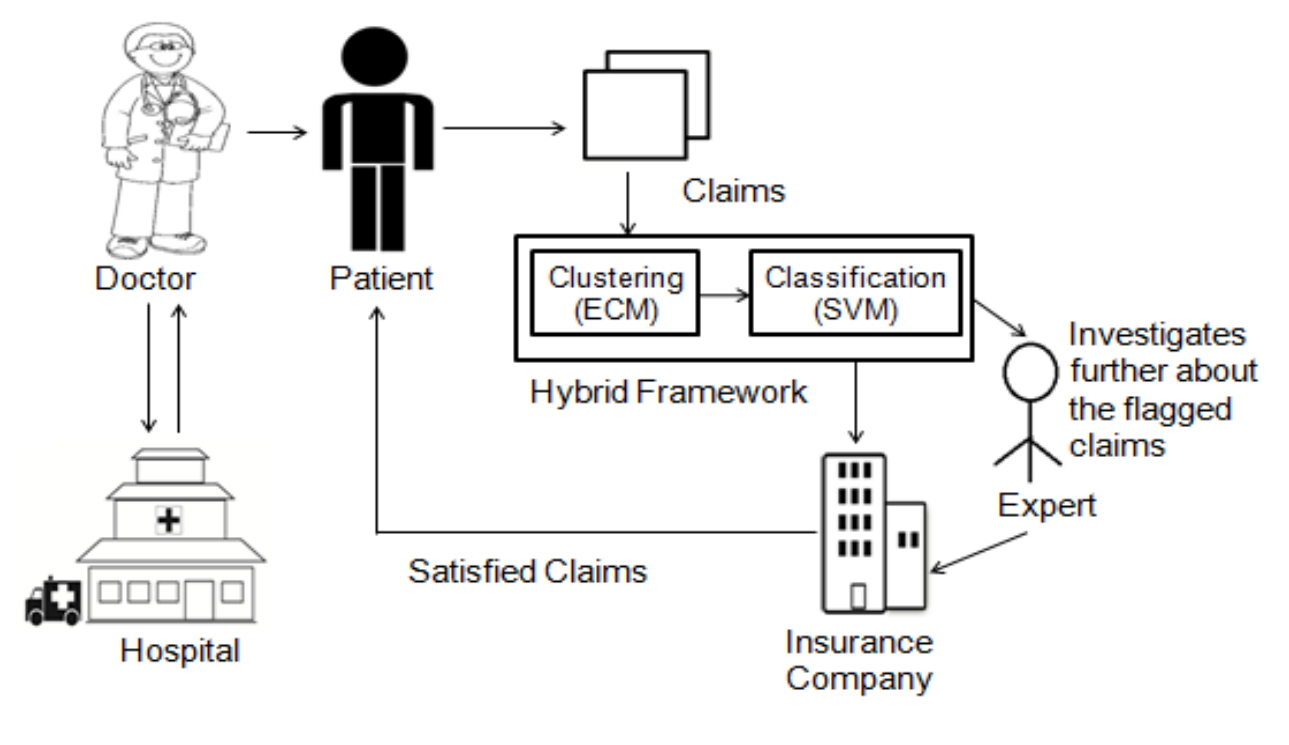 Claims
Doctor
Patient
Clustering
(ECM)
Classification
(SVM)
Hybrid Framework
Investigates
further about
the flagged
claims
Expert
Satisfied Claims
Hospital
Insurance
Company